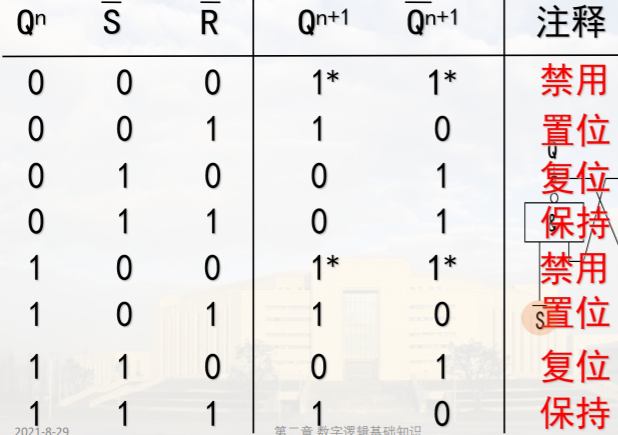 Qⁿ S̅ R̅ Qⁿ⁺¹ Q̅ⁿ⁺¹ 注释
0 0 0 1* 1* 禁用
0 0 1 1 0 置位
Q
0 1 0 0 1 复位
0 1 1 0 1 保持
&
1 0 0 1* 1* 禁用
1 0 1 1 0 置位
S̅
1 1 0 0 1 复位
1 1 1 1 0 保持
2021-8-29 第二章 数字逻辑基础知识